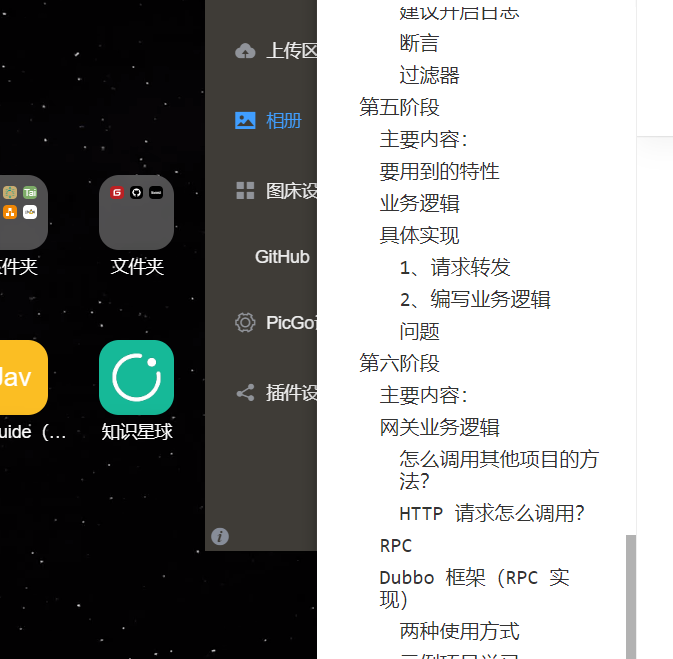 Tai
文件夹
Jav
知识星球
上传区
相册
图床设
GitHub
PicGo
插件设
建议开启日志
断言
过滤器
第五阶段
主要内容：
要用到的特性
业务逻辑
具体实现
1、请求转发
2、编写业务逻辑
问题
第六阶段
主要内容：
网关业务逻辑
怎么调用其他项目的方
法？
HTTP 请求怎么调用？
RPC
Dubbo 框架（RPC 实
现）
两种使用方式